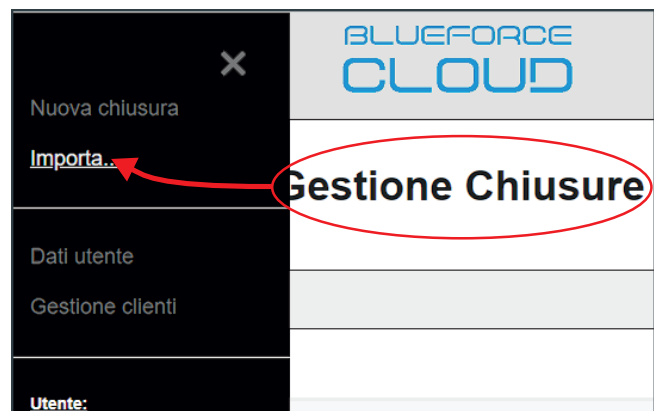 BLUEFORCE
CLOUD
Nuova chiusura
Importa...
Gestione Chiusure
Dati utente
Gestione clienti
Utente: